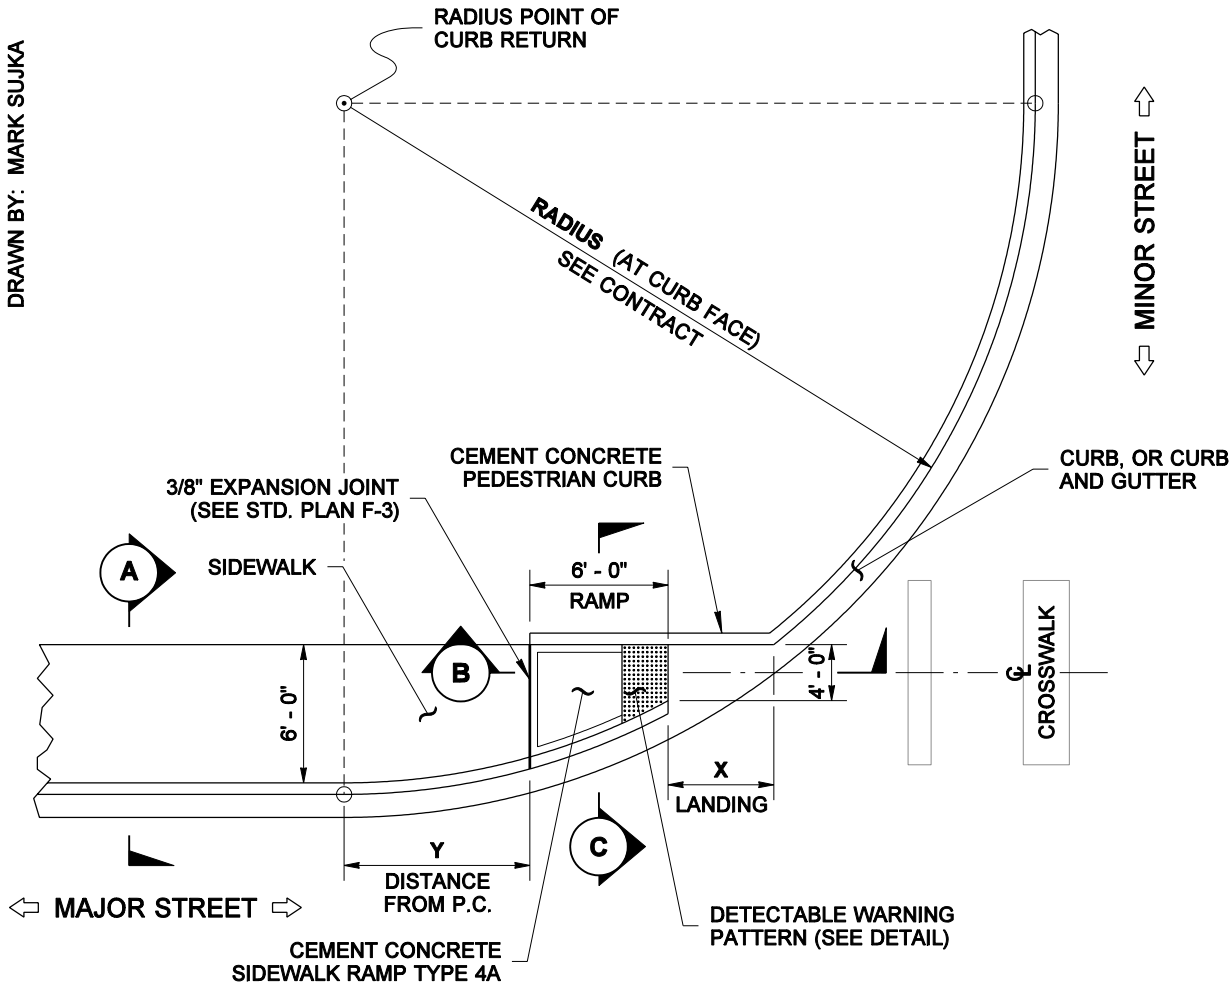 DRAWN BY: MARK SUJKA
RADIUS POINT OF
CURB RETURN
MINOR STREET
RADIUS (AT CURB FACE)
SEE CONTRACT
CEMENT CONCRETE
PEDESTRIAN CURB
CURB, OR CURB
AND GUTTER
3/8" EXPANSION JOINT
(SEE STD. PLAN F-3)
A
SIDEWALK
6' - 0"
RAMP
B
6' - 0"
4' - 0"
CL
CROSSWALK
X
LANDING
C
Y
DISTANCE
FROM P.C.
MAJOR STREET
DETECTABLE WARNING
PATTERN (SEE DETAIL)
CEMENT CONCRETE
SIDEWALK RAMP TYPE 4A